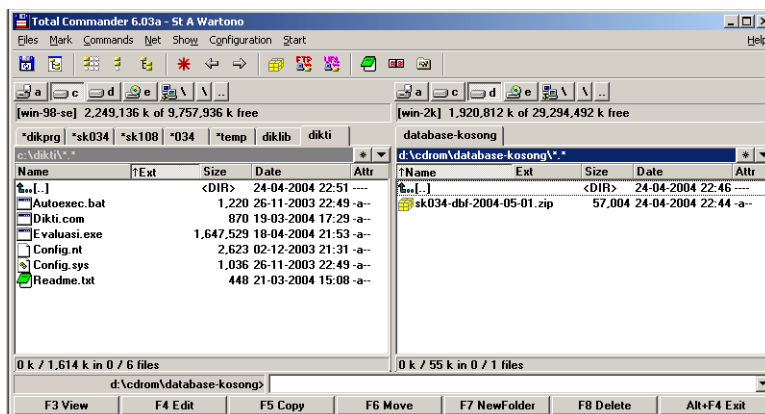 Total Commander 6.03a - St A Wartono
Files Mark Commands Net Show Configuration Start Help
a c d e \ \ ..
[win-98-se] 2,249,136 k of 9,757,936 k free
*dikprg *sk034 *sk108 *034 *temp diklib dikti
c:\dikti\*.* * ▼
Name ↑Ext Size Date Attr
[..] <DIR> 24-04-2004 22:51 ----
Autoexec.bat 1,220 26-11-2003 22:49 -a--
Dikti.com 870 19-03-2004 17:29 -a--
Evaluasi.exe 1,647,529 18-04-2004 21:53 -a--
Config.nt 2,623 02-12-2003 21:31 -a--
Config.sys 1,036 26-11-2003 22:49 -a--
Readme.txt 448 21-03-2004 15:08 -a--
0 k / 1,614 k in 0 / 6 files
a c d e \ \ ..
[win-2k] 1,920,812 k of 29,294,492 k free
database-kosong
d:\cdrom\database-kosong\*.* * ▼
↑Name Ext Size Date Attr
[..] <DIR> 24-04-2004 22:46 ----
sk034-dbf-2004-05-01.zip 57,004 24-04-2004 22:44 -a--
0 k / 55 k in 0 / 1 files
d:\cdrom\database-kosong>
F3 View F4 Edit F5 Copy F6 Move F7 NewFolder F8 Delete Alt+F4 Exit